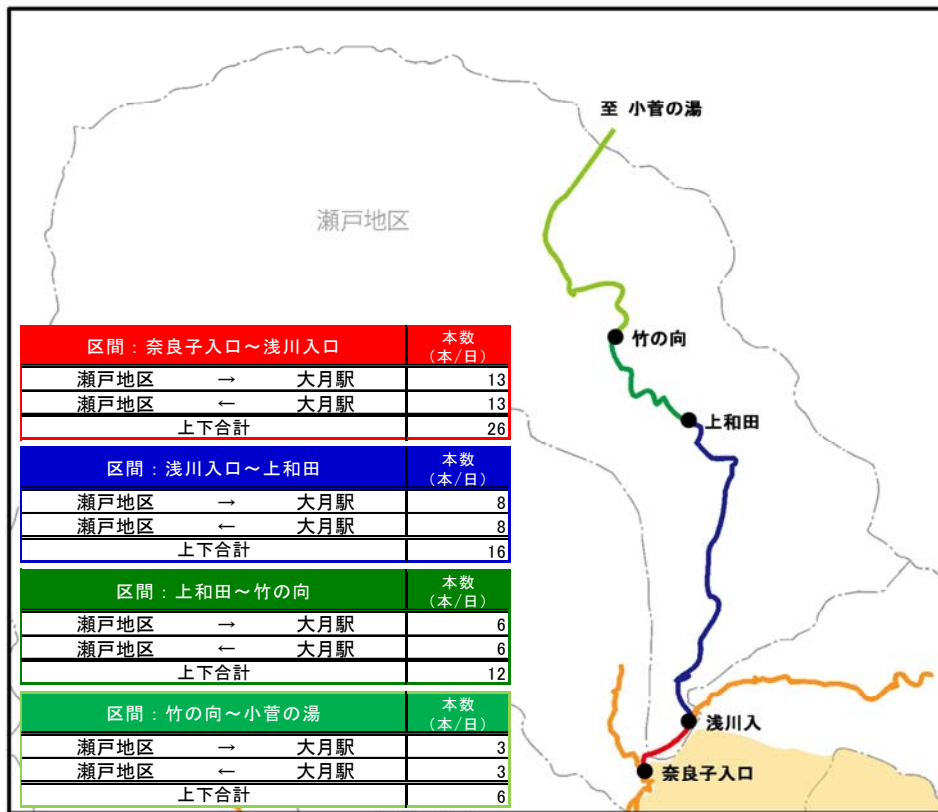 至 小菅の湯
瀬戸地区
竹の向
上和田
浅川入
奈良子入口
区間：奈良子入口～浅川入口 本数（本/日）
瀬戸地区 → 大月駅 13
瀬戸地区 ← 大月駅 13
上下合計 26
区間：浅川入口～上和田 本数（本/日）
瀬戸地区 → 大月駅 8
瀬戸地区 ← 大月駅 8
上下合計 16
区間：上和田～竹の向 本数（本/日）
瀬戸地区 → 大月駅 6
瀬戸地区 ← 大月駅 6
上下合計 12
区間：竹の向～小菅の湯 本数（本/日）
瀬戸地区 → 大月駅 3
瀬戸地区 ← 大月駅 3
上下合計 6